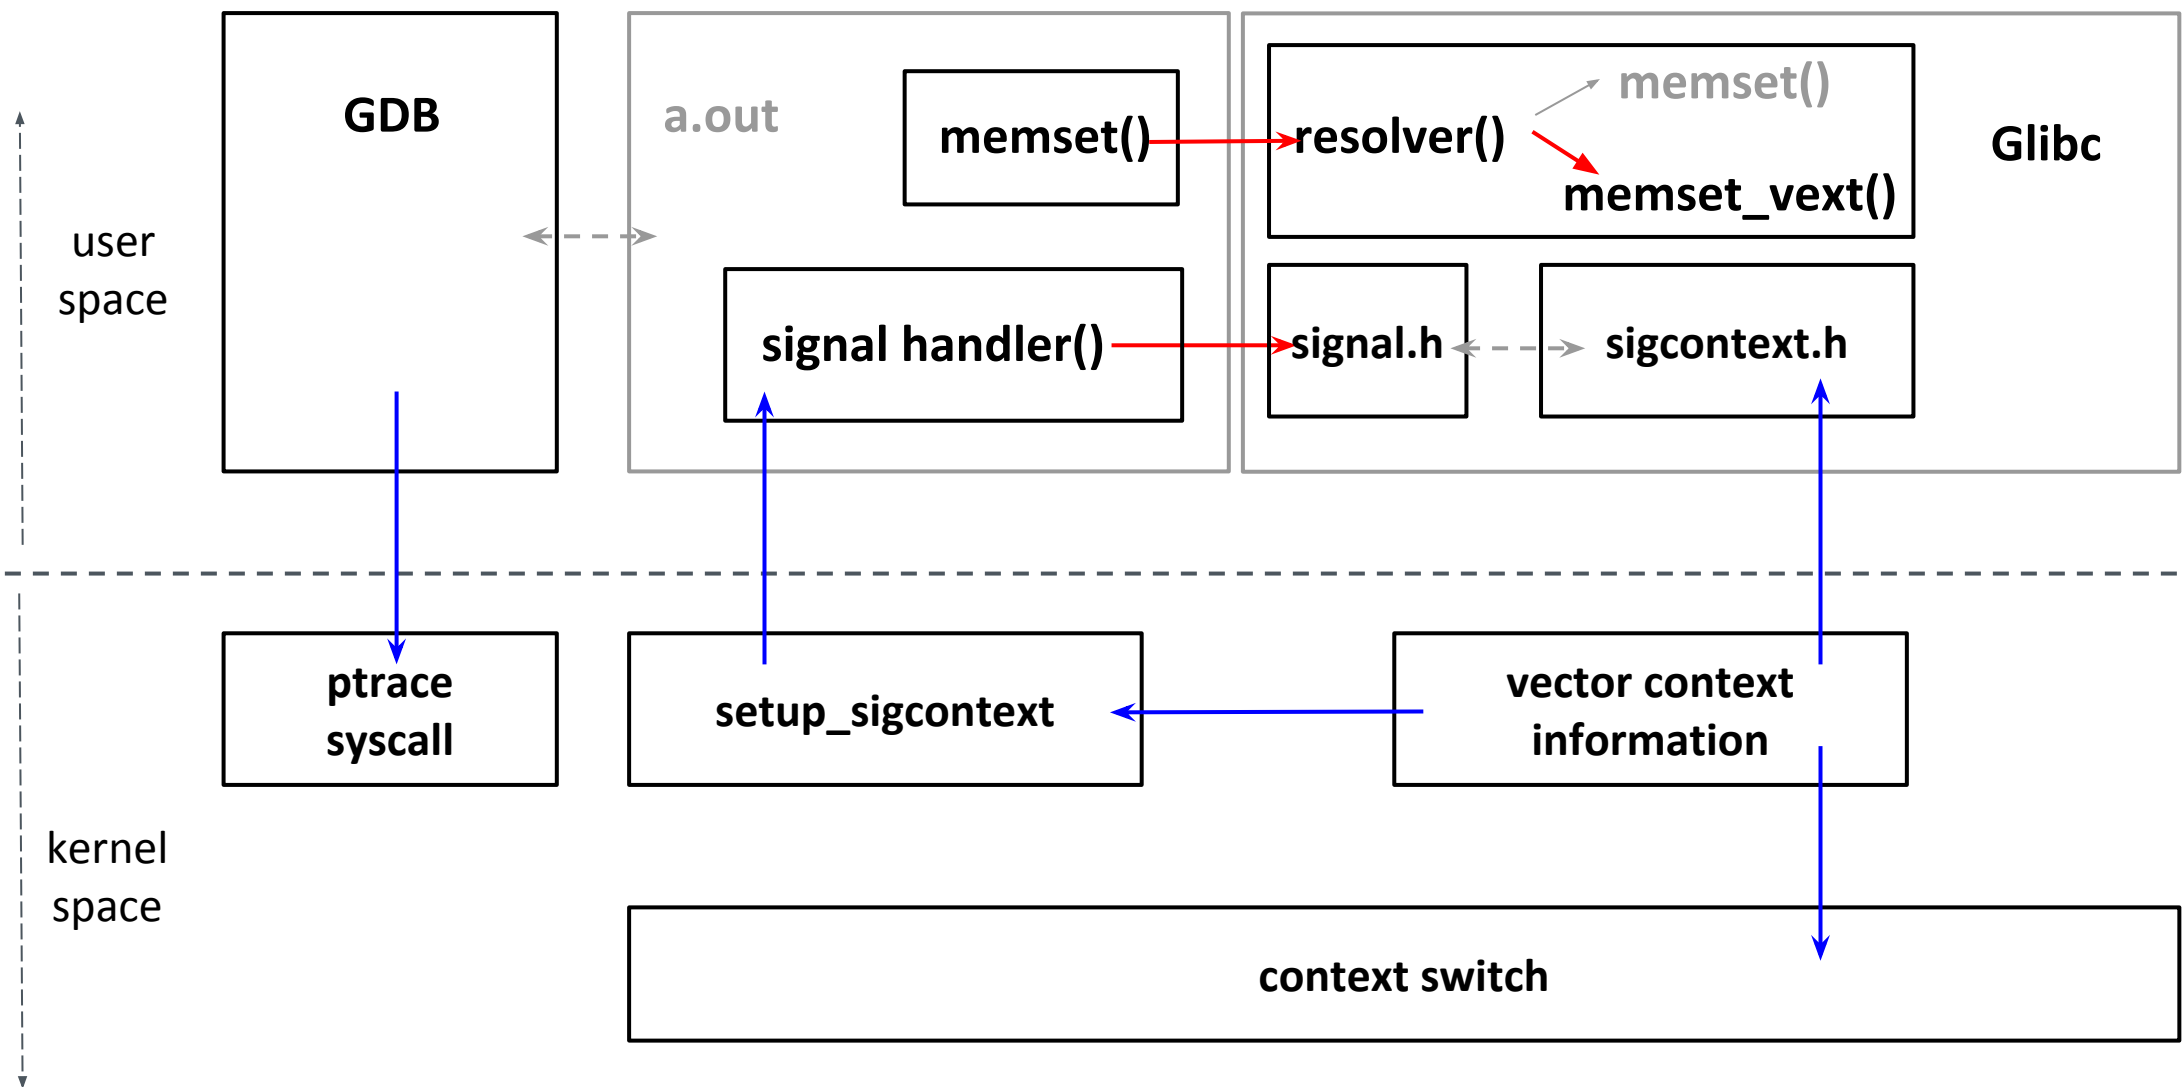 GDB
a.out
memset()
resolver()
memset()
memset_vext()
Glibc
user
space
signal handler()
signal.h
sigcontext.h
ptrace
syscall
setup_sigcontext
vector context
information
kernel
space
context switch